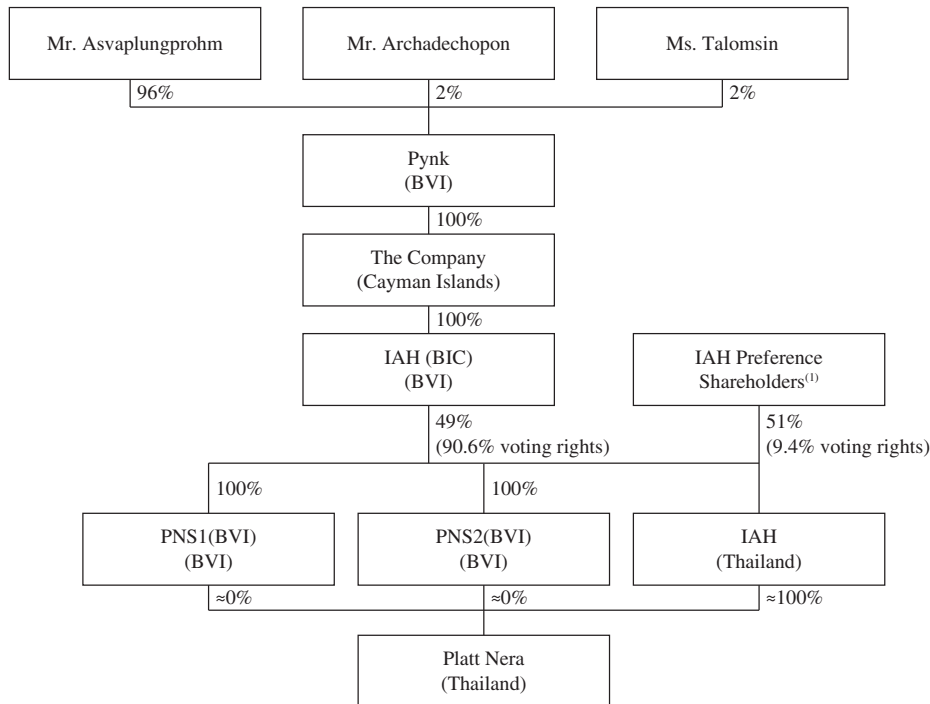 Mr. Asvaplungprohm
Mr. Archadechopon
Ms. Talomsin
96%
2%
2%
Pynk
(BVI)
100%
The Company
(Cayman Islands)
100%
IAH (BIC)
(BVI)
IAH Preference
Shareholders(1)
49%
(90.6% voting rights)
51%
(9.4% voting rights)
100%
100%
PNS1(BVI)
(BVI)
PNS2(BVI)
(BVI)
IAH
(Thailand)
≈0%
≈0%
≈100%
Platt Nera
(Thailand)